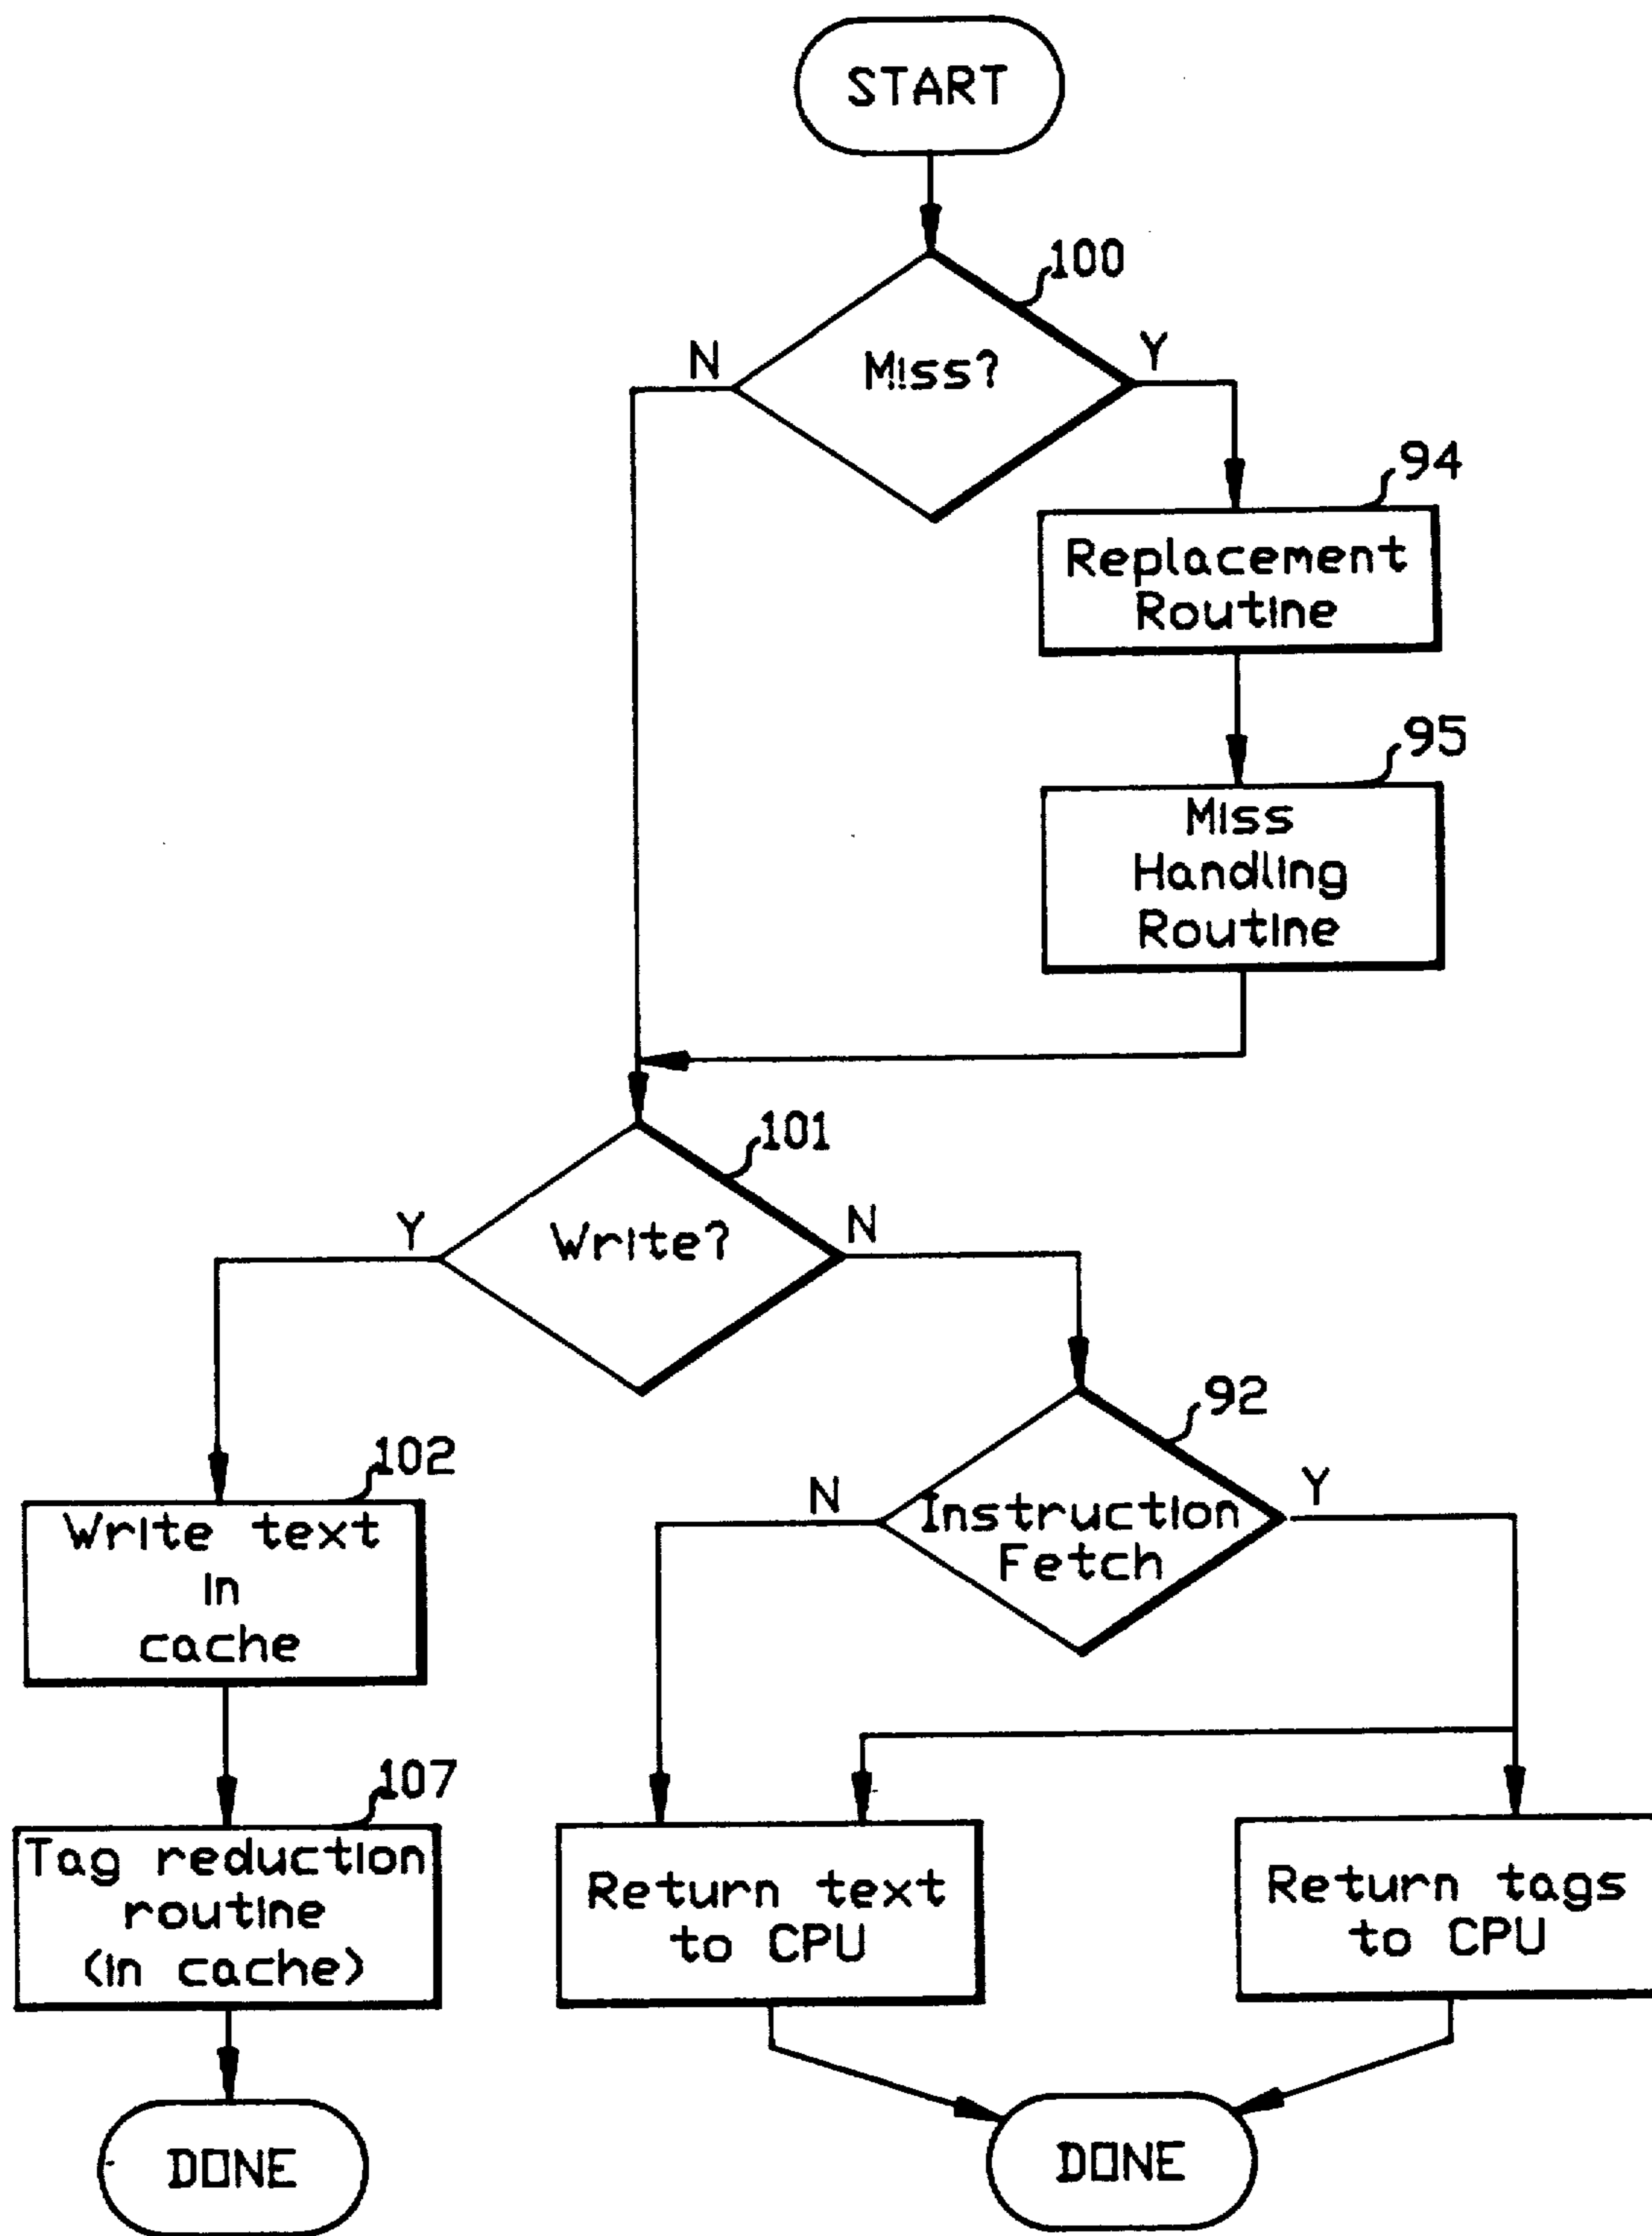 START
100
Miss?
N
Y
94
Replacement
Routine
95
Miss
Handling
Routine
101
Write?
Y
N
92
Instruction
Fetch
N
Y
102
Write text
in
cache
107
Tag reduction
routine
(in cache)
Return text
to CPU
Return tags
to CPU
DONE
DONE